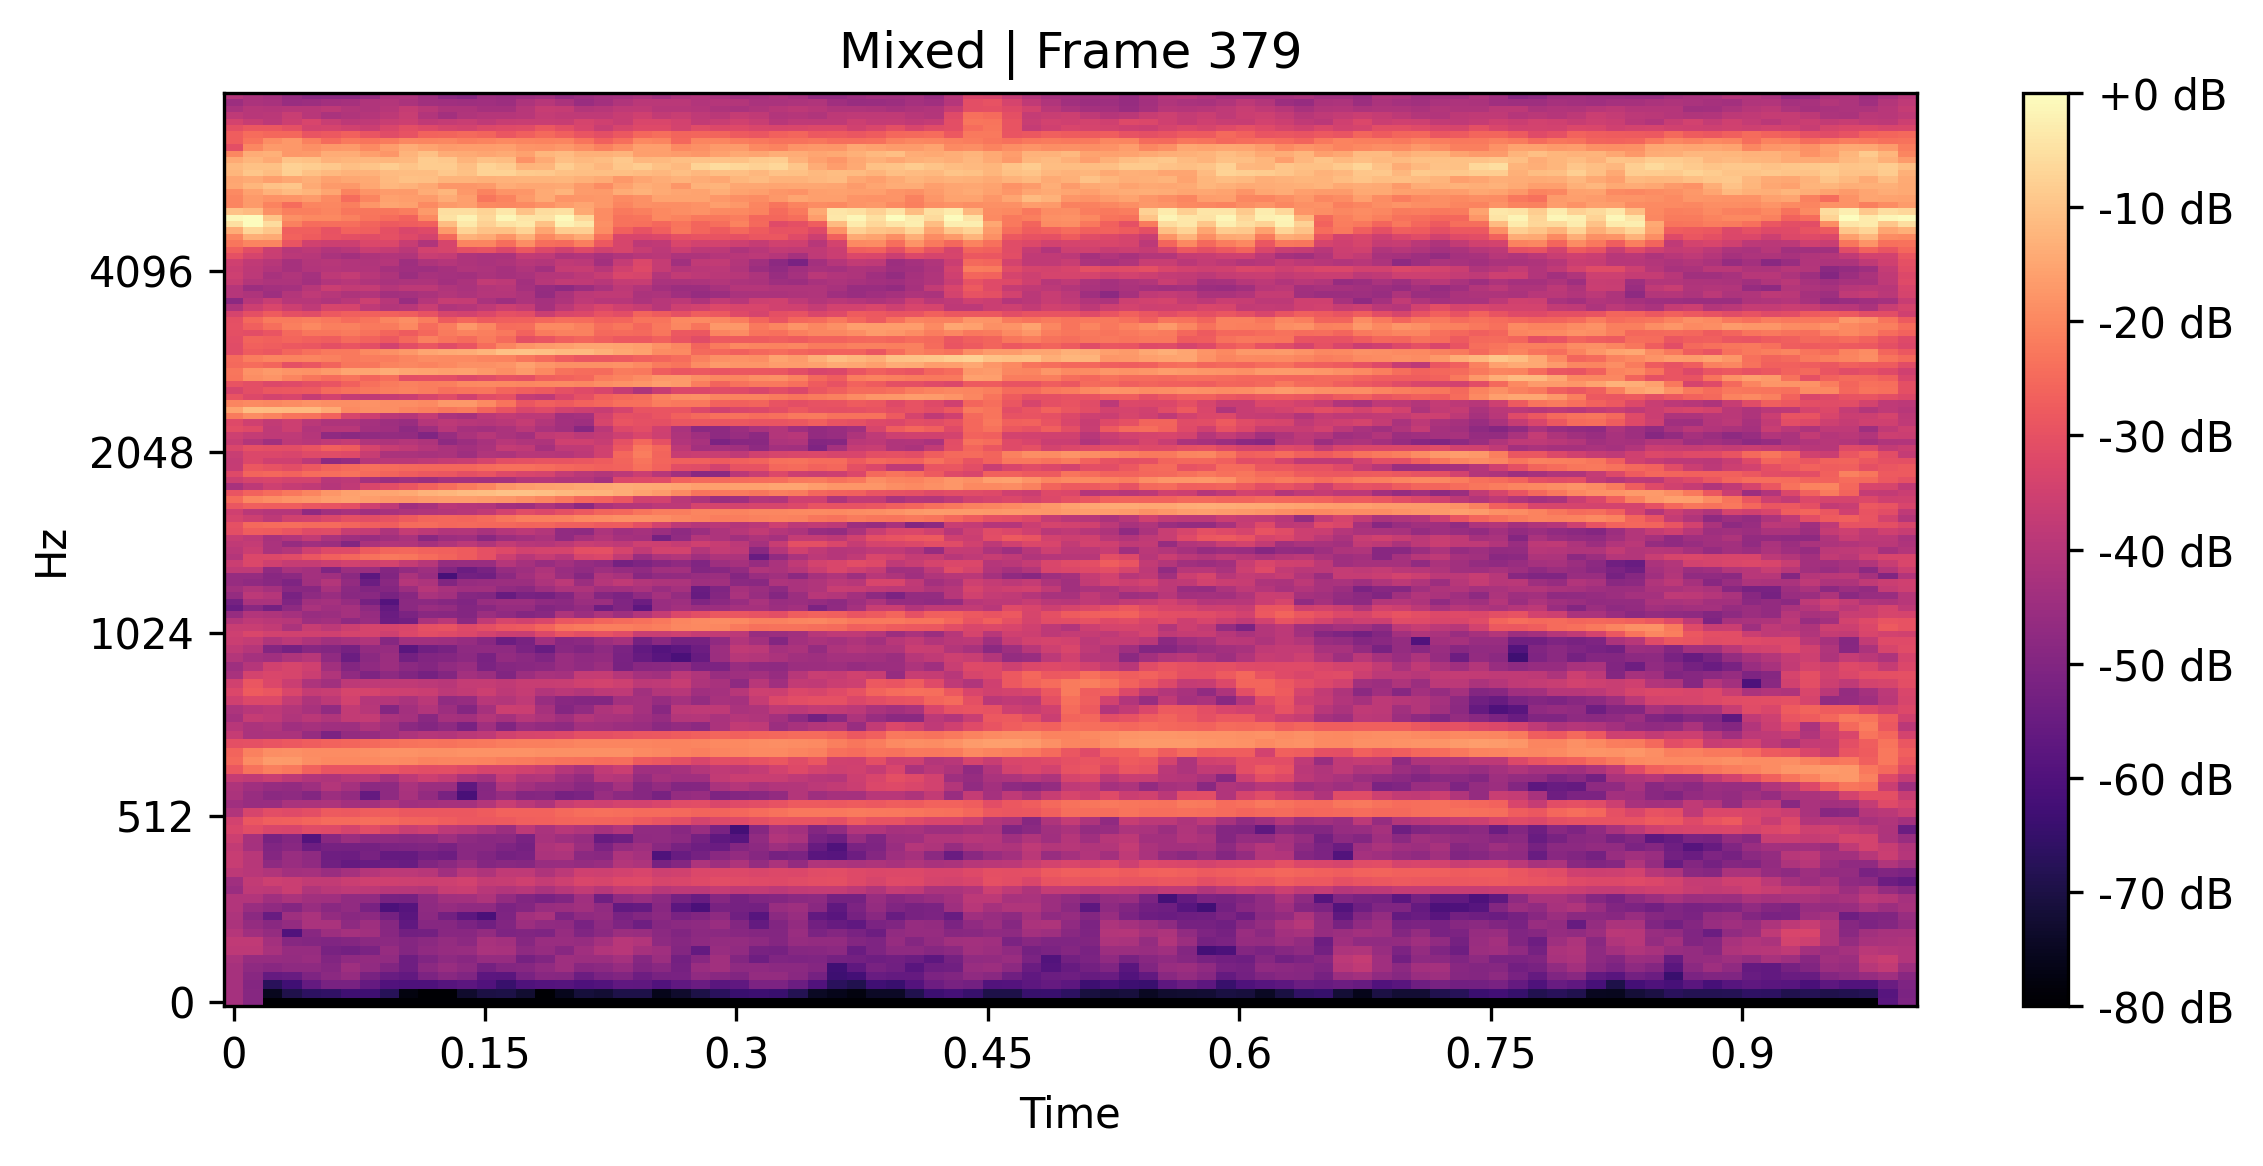 Mixed | Frame 379
+0 dB
-10 dB
-20 dB
-30 dB
-40 dB
-50 dB
-60 dB
-70 dB
-80 dB
Hz
4096
2048
1024
512
0
0 0.15 0.3 0.45 0.6 0.75 0.9
Time